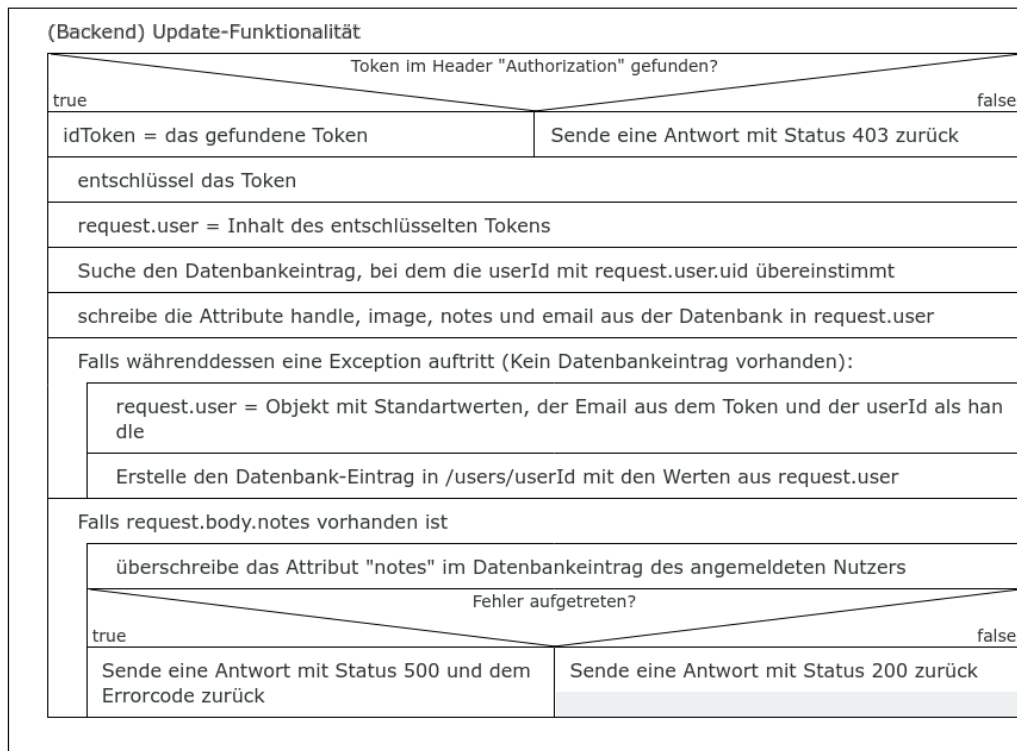 (Backend) Update-Funktionalität
Token im Header "Authorization" gefunden?
true
false
idToken = das gefundene Token
Sende eine Antwort mit Status 403 zurück
entschlüssel das Token
request.user = Inhalt des entschlüsselten Tokens
Suche den Datenbankeintrag, bei dem die userId mit request.user.uid übereinstimmt
schreibe die Attribute handle, image, notes und email aus der Datenbank in request.user
Falls währenddessen eine Exception auftritt (Kein Datenbankeintrag vorhanden):
request.user = Objekt mit Standartwerten, der Email aus dem Token und der userId als han
dle
Erstelle den Datenbank-Eintrag in /users/userId mit den Werten aus request.user
Falls request.body.notes vorhanden ist
überschreibe das Attribut "notes" im Datenbankeintrag des angemeldeten Nutzers
Fehler aufgetreten?
true
false
Sende eine Antwort mit Status 500 und dem
Errorcode zurück
Sende eine Antwort mit Status 200 zurück